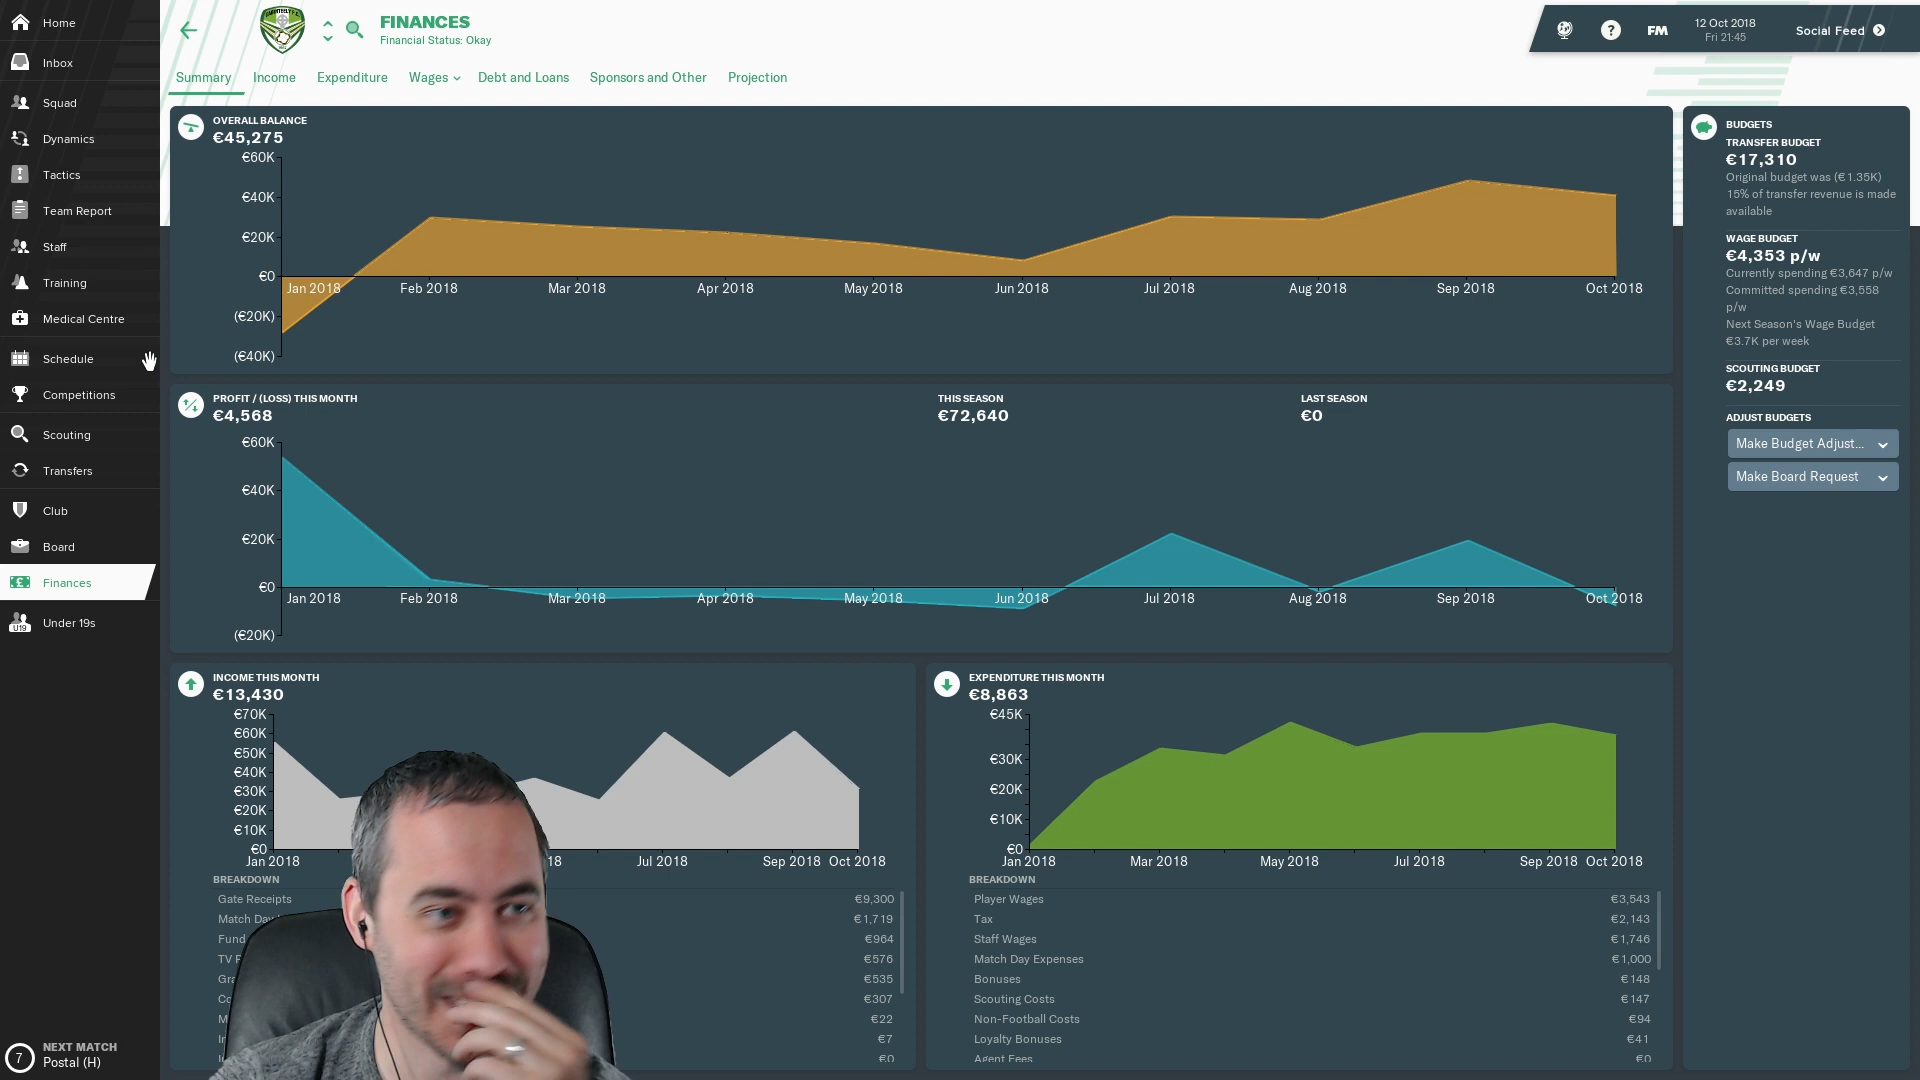 Home
Inbox
Squad
Dynamics
Tactics
Team Report
Staff
Training
Medical Centre
Schedule
Competitions
Scouting
Transfers
Club
Board
Finances
U19
Under 19s
7
NEXT MATCH
Postal (H)
FINANCES
Financial Status: Okay
?
FM
12 Oct 2018
Fri 21:45
Social Feed
Summary
Income
Expenditure
Wages
Debt and Loans
Sponsors and Other
Projection
OVERALL BALANCE
€45,275
€60K
€40K
€20K
€0
(€20K)
(€40K)
Jan 2018
Feb 2018
Mar 2018
Apr 2018
May 2018
Jun 2018
Jul 2018
Aug 2018
Sep 2018
Oct 2018
PROFIT / (LOSS) THIS MONTH
€4,568
THIS SEASON
€72,640
LAST SEASON
€0
€60K
€40K
€20K
€0
(€20K)
Jan 2018
Feb 2018
Mar 2018
Apr 2018
May 2018
Jun 2018
Jul 2018
Aug 2018
Sep 2018
Oct 2018
INCOME THIS MONTH
€13,430
€70K
€60K
€50K
€40K
€30K
€20K
€10K
€0
Jan 2018
18
Jul 2018
Sep 2018
Oct 2018
BREAKDOWN
Gate Receipts €9,300
Match Day €1,719
Fund €964
TV €576
Gra €535
€307
€22
€7
€0
EXPENDITURE THIS MONTH
€8,863
€45K
€30K
€20K
€10K
€0
Jan 2018
Mar 2018
May 2018
Jul 2018
Sep 2018
Oct 2018
BREAKDOWN
Player Wages €3,543
Tax €2,143
Staff Wages €1,746
Match Day Expenses €1,000
Bonuses €148
Scouting Costs €147
Non-Football Costs €94
Loyalty Bonuses €41
Agent Fees €0
BUDGETS
TRANSFER BUDGET
€17,310
Original budget was (€1.35K)
15% of transfer revenue is made
available
WAGE BUDGET
€4,353 p/w
Currently spending €3,647 p/w
Committed spending €3,558
p/w
Next Season's Wage Budget
€3.7K per week
SCOUTING BUDGET
€2,249
ADJUST BUDGETS
Make Budget Adjust...
Make Board Request